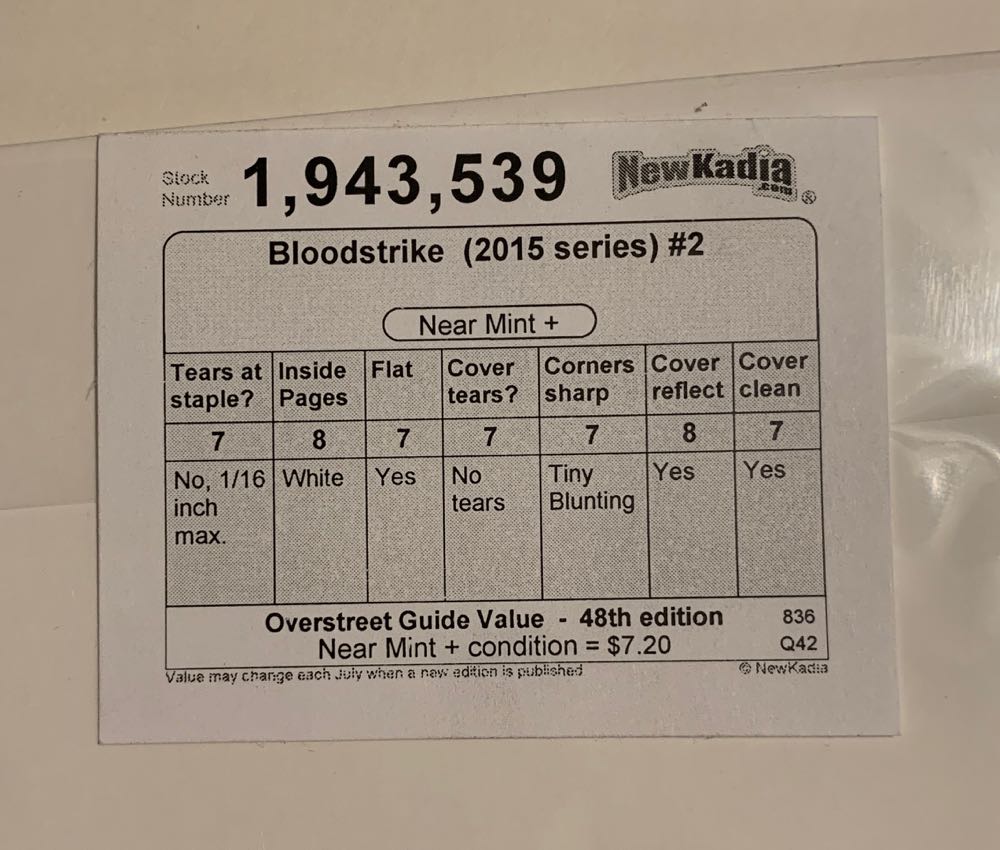 Stock
Number 1,943,539 NewKadia
.com ®
Bloodstrike (2015 series) #2
Near Mint +
Tears at staple? Inside Pages Flat Cover tears? Corners sharp Cover reflect Cover clean
7 8 7 7 7 8 7
No, 1/16 inch max. White Yes No tears Tiny Blunting Yes Yes
Overstreet Guide Value - 48th edition 836
Near Mint + condition = $7.20 Q42
Value may change each July when a new edition is published © NewKadia